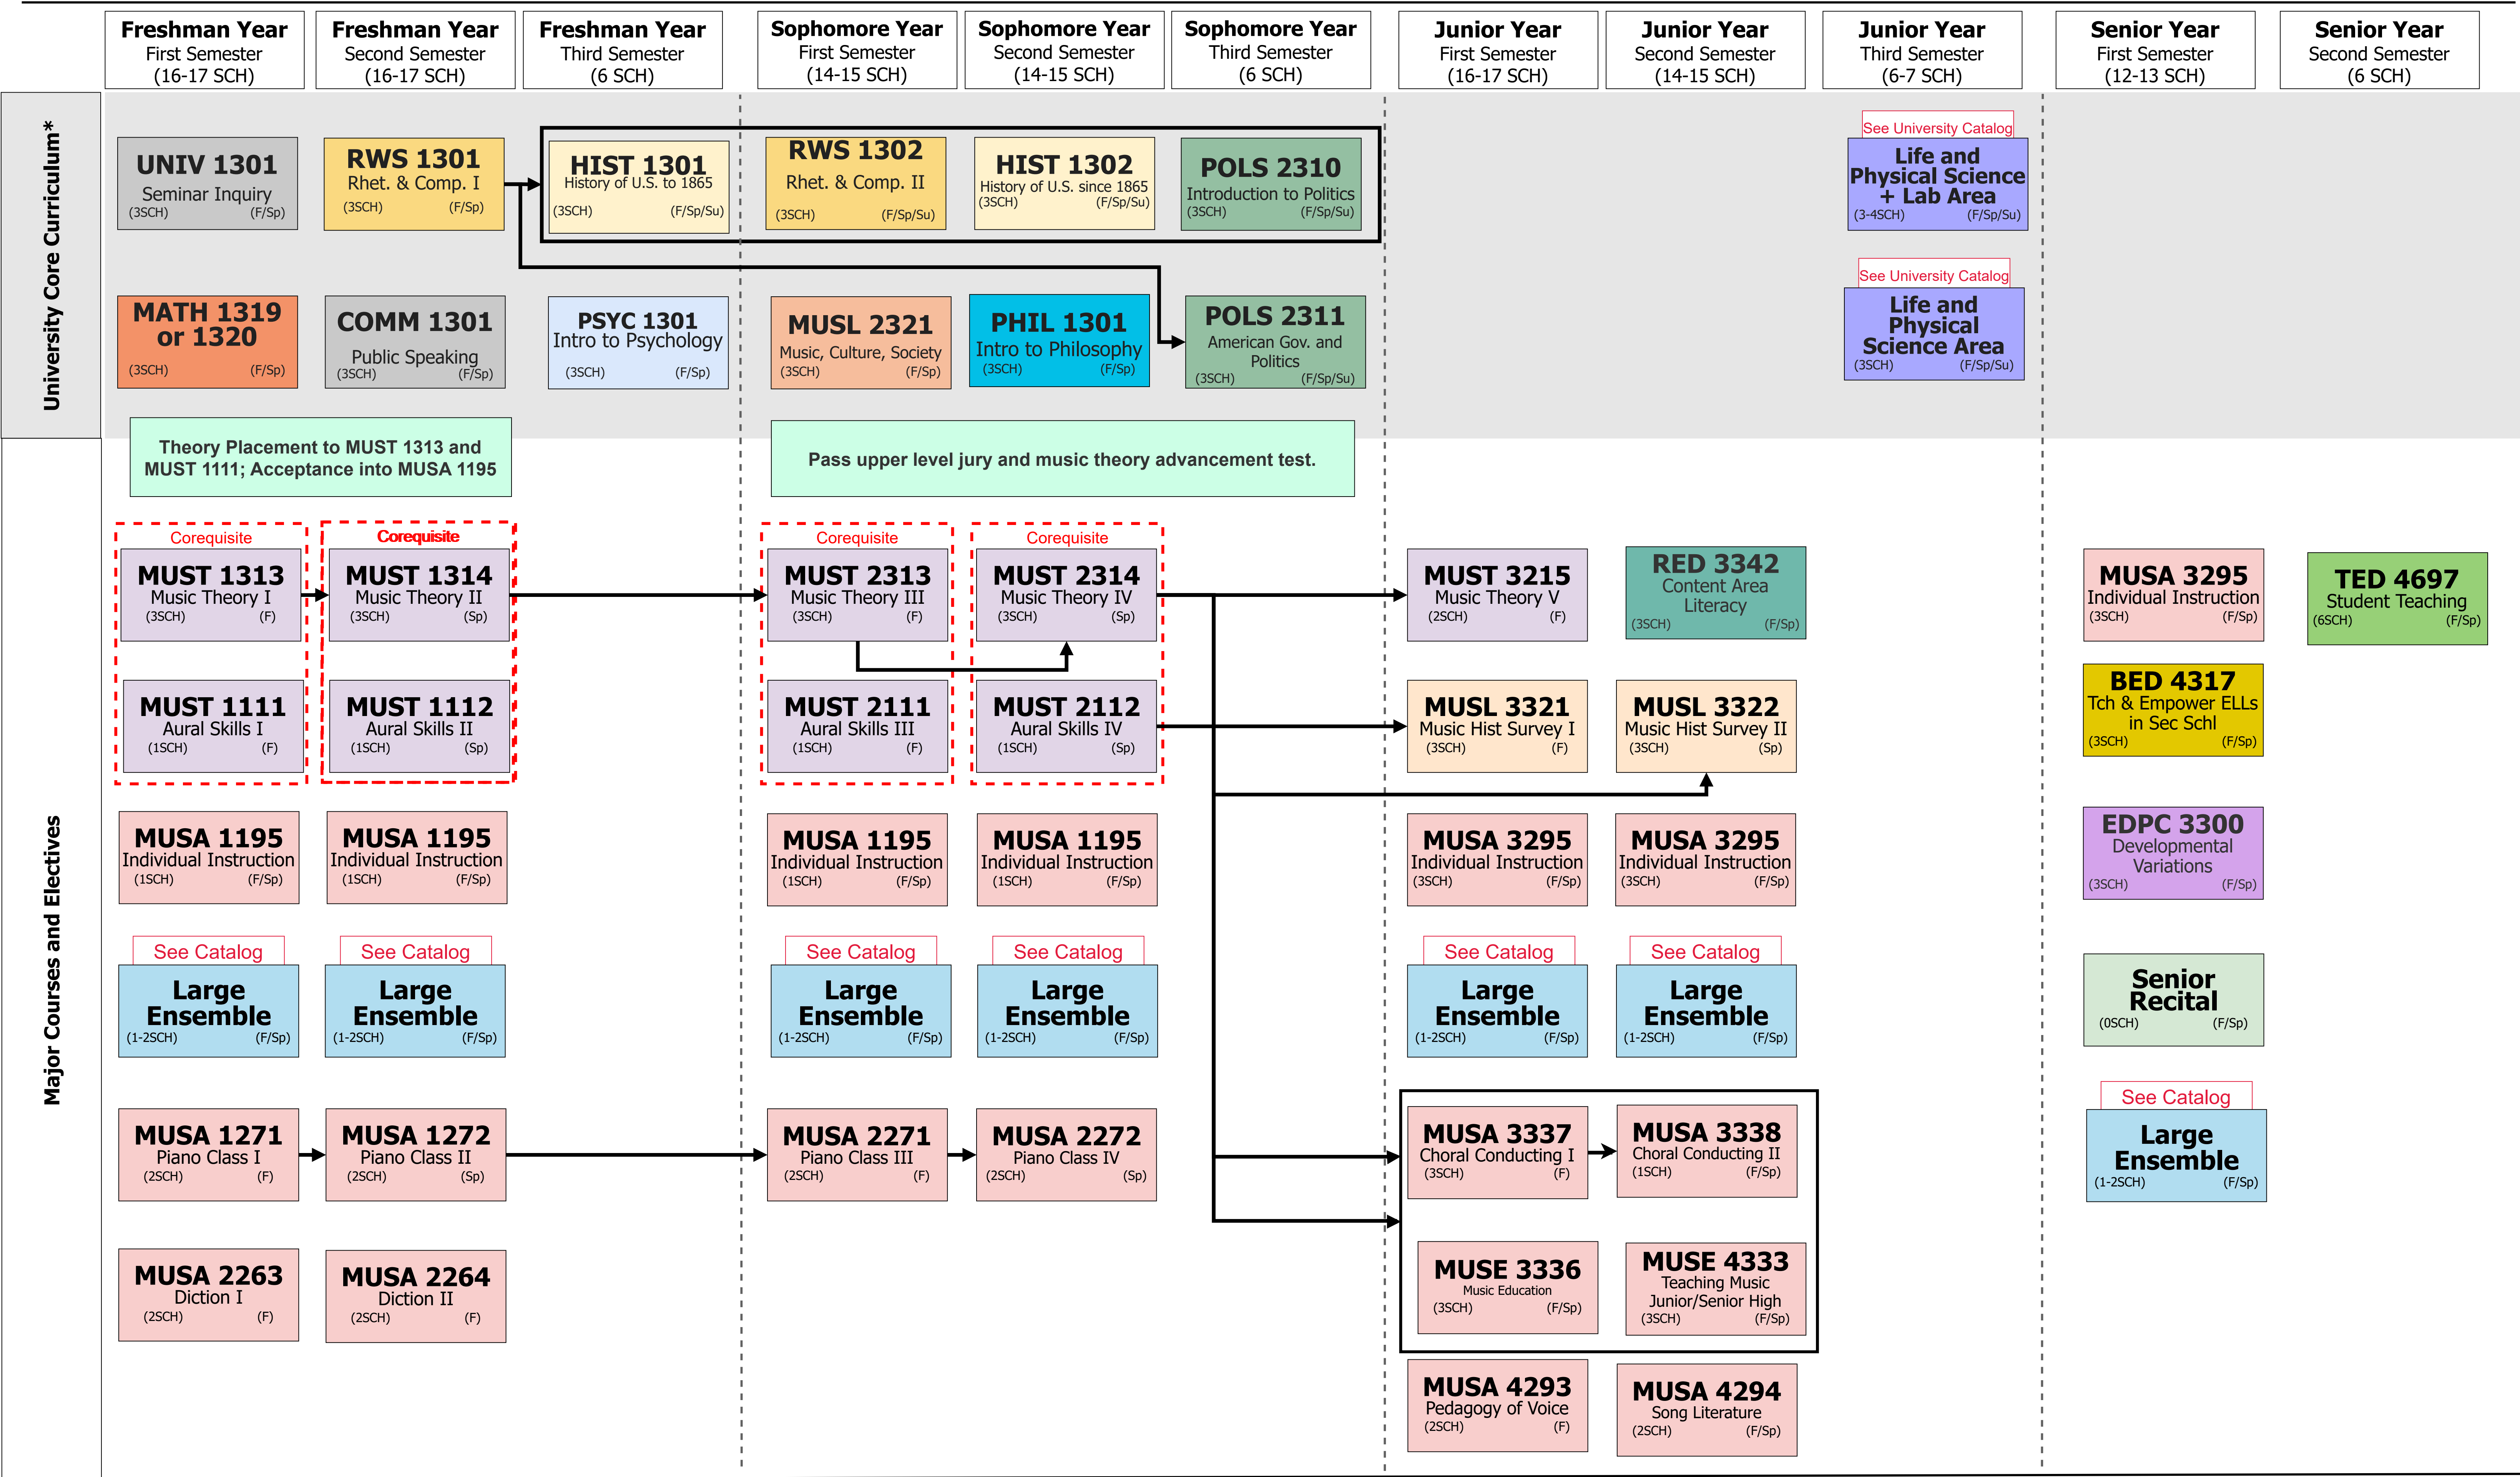 Freshman Year
First Semester
(16-17 SCH)
Freshman Year
Second Semester
(16-17 SCH)
Freshman Year
Third Semester
(6 SCH)
Sophomore Year
First Semester
(14-15 SCH)
Sophomore Year
Second Semester
(14-15 SCH)
Sophomore Year
Third Semester
(6 SCH)
Junior Year
First Semester
(16-17 SCH)
Junior Year
Second Semester
(14-15 SCH)
Junior Year
Third Semester
(6-7 SCH)
Senior Year
First Semester
(12-13 SCH)
Senior Year
Second Semester
(6 SCH)
University Core Curriculum*
UNIV 1301
Seminar Inquiry
(3SCH) (F/Sp)
RWS 1301
Rhet. & Comp. I
(3SCH) (F/Sp)
HIST 1301
History of U.S. to 1865
(3SCH) (F/Sp/Su)
RWS 1302
Rhet. & Comp. II
(3SCH) (F/Sp/Su)
HIST 1302
History of U.S. since 1865
(3SCH) (F/Sp/Su)
POLS 2310
Introduction to Politics
(3SCH) (F/Sp/Su)
See University Catalog
Life and
Physical Science
+ Lab Area
(3-4SCH) (F/Sp/Su)
MATH 1319
or 1320
(3SCH) (F/Sp)
COMM 1301
Public Speaking
(3SCH) (F/Sp)
PSYC 1301
Intro to Psychology
(3SCH) (F/Sp)
MUSL 2321
Music, Culture, Society
(3SCH) (F/Sp)
PHIL 1301
Intro to Philosophy
(3SCH) (F/Sp)
POLS 2311
American Gov. and
Politics
(3SCH) (F/Sp/Su)
See University Catalog
Life and
Physical
Science Area
(3SCH) (F/Sp/Su)
Theory Placement to MUST 1313 and
MUST 1111; Acceptance into MUSA 1195
Pass upper level jury and music theory advancement test.
Major Courses and Electives
Corequisite
MUST 1313
Music Theory I
(3SCH) (F)
Corequisite
MUST 1314
Music Theory II
(3SCH) (Sp)
Corequisite
MUST 2313
Music Theory III
(3SCH) (F)
Corequisite
MUST 2314
Music Theory IV
(3SCH) (Sp)
MUST 3215
Music Theory V
(2SCH) (F)
RED 3342
Content Area
Literacy
(3SCH) (F/Sp)
MUSA 3295
Individual Instruction
(3SCH) (F/Sp)
TED 4697
Student Teaching
(6SCH) (F/Sp)
MUST 1111
Aural Skills I
(1SCH) (F)
MUST 1112
Aural Skills II
(1SCH) (Sp)
MUST 2111
Aural Skills III
(1SCH) (F)
MUST 2112
Aural Skills IV
(1SCH) (Sp)
MUSL 3321
Music Hist Survey I
(3SCH) (F)
MUSL 3322
Music Hist Survey II
(3SCH) (Sp)
BED 4317
Tch & Empower ELLs
in Sec Schl
(3SCH) (F/Sp)
MUSA 1195
Individual Instruction
(1SCH) (F/Sp)
MUSA 1195
Individual Instruction
(1SCH) (F/Sp)
MUSA 1195
Individual Instruction
(1SCH) (F/Sp)
MUSA 1195
Individual Instruction
(1SCH) (F/Sp)
MUSA 3295
Individual Instruction
(3SCH) (F/Sp)
MUSA 3295
Individual Instruction
(3SCH) (F/Sp)
EDPC 3300
Developmental
Variations
(3SCH) (F/Sp)
See Catalog
Large
Ensemble
(1-2SCH) (F/Sp)
See Catalog
Large
Ensemble
(1-2SCH) (F/Sp)
See Catalog
Large
Ensemble
(1-2SCH) (F/Sp)
See Catalog
Large
Ensemble
(1-2SCH) (F/Sp)
See Catalog
Large
Ensemble
(1-2SCH) (F/Sp)
See Catalog
Large
Ensemble
(1-2SCH) (F/Sp)
Senior
Recital
(0SCH) (F/Sp)
MUSA 1271
Piano Class I
(2SCH) (F)
MUSA 1272
Piano Class II
(2SCH) (Sp)
MUSA 2271
Piano Class III
(2SCH) (F)
MUSA 2272
Piano Class IV
(2SCH) (Sp)
MUSA 3337
Choral Conducting I
(3SCH) (F)
MUSA 3338
Choral Conducting II
(1SCH) (F/Sp)
See Catalog
Large
Ensemble
(1-2SCH) (F/Sp)
MUSA 2263
Diction I
(2SCH) (F)
MUSA 2264
Diction II
(2SCH) (F)
MUSE 3336
Music Education
(3SCH) (F/Sp)
MUSE 4333
Teaching Music
Junior/Senior High
(3SCH) (F/Sp)
MUSA 4293
Pedagogy of Voice
(2SCH) (F)
MUSA 4294
Song Literature
(2SCH) (F/Sp)